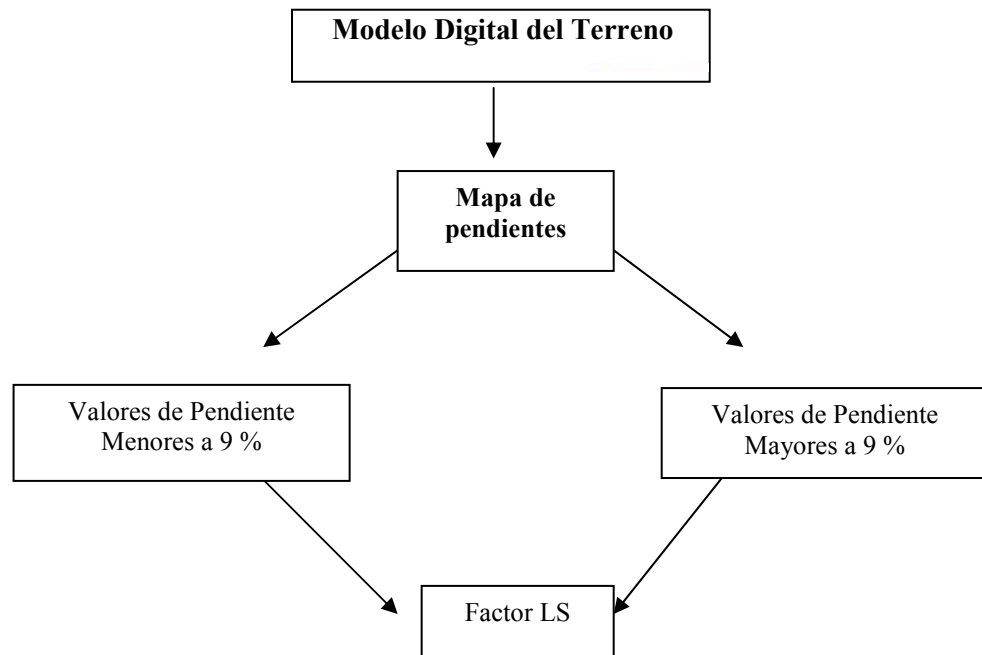 Modelo Digital del Terreno
Mapa de
pendientes
Valores de Pendiente
Menores a 9 %
Valores de Pendiente
Mayores a 9 %
Factor LS